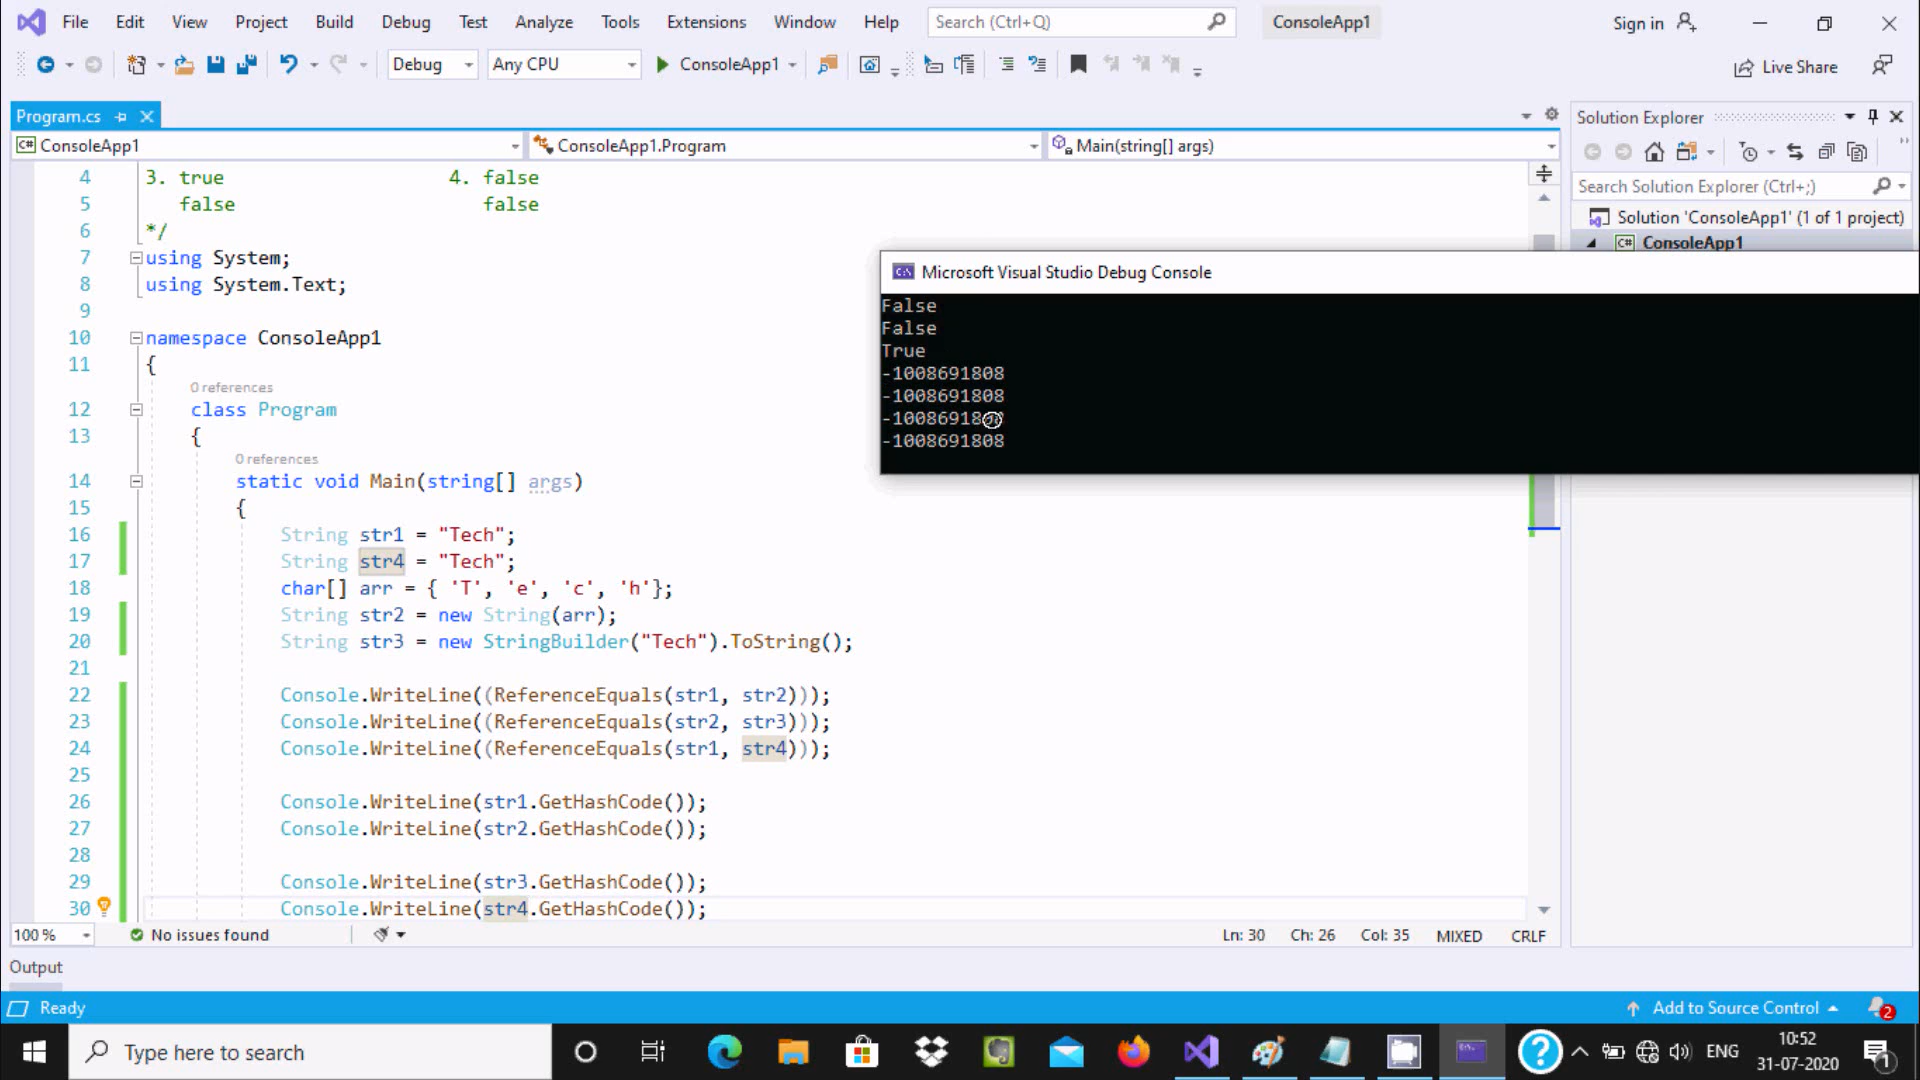 File Edit View Project Build Debug Test Analyze Tools Extensions Window Help Search (Ctrl+Q) ConsoleApp1 Sign in
Debug Any CPU ConsoleApp1 Live Share
Program.cs
Solution Explorer
C# ConsoleApp1 ConsoleApp1.Program Main(string[] args)
Search Solution Explorer (Ctrl+;)
Solution 'ConsoleApp1' (1 of 1 project)
C# ConsoleApp1
4 3. true 4. false
5 false false
6 */
7 using System;
8 using System.Text;
9
10 namespace ConsoleApp1
11 {
0 references
12 class Program
13 {
0 references
14 static void Main(string[] args)
15 {
16 String str1 = "Tech";
17 String str4 = "Tech";
18 char[] arr = { 'T', 'e', 'c', 'h'};
19 String str2 = new String(arr);
20 String str3 = new StringBuilder("Tech").ToString();
21
22 Console.WriteLine((ReferenceEquals(str1, str2)));
23 Console.WriteLine((ReferenceEquals(str2, str3)));
24 Console.WriteLine((ReferenceEquals(str1, str4)));
25
26 Console.WriteLine(str1.GetHashCode());
27 Console.WriteLine(str2.GetHashCode());
28
29 Console.WriteLine(str3.GetHashCode());
30 Console.WriteLine(str4.GetHashCode());
Microsoft Visual Studio Debug Console
False
False
True
-1008691808
-1008691808
-1008691808
-1008691808
100 % No issues found Ln: 30 Ch: 26 Col: 35 MIXED CRLF
Output
Ready Add to Source Control 2
Type here to search ENG 10:52
31-07-2020 1